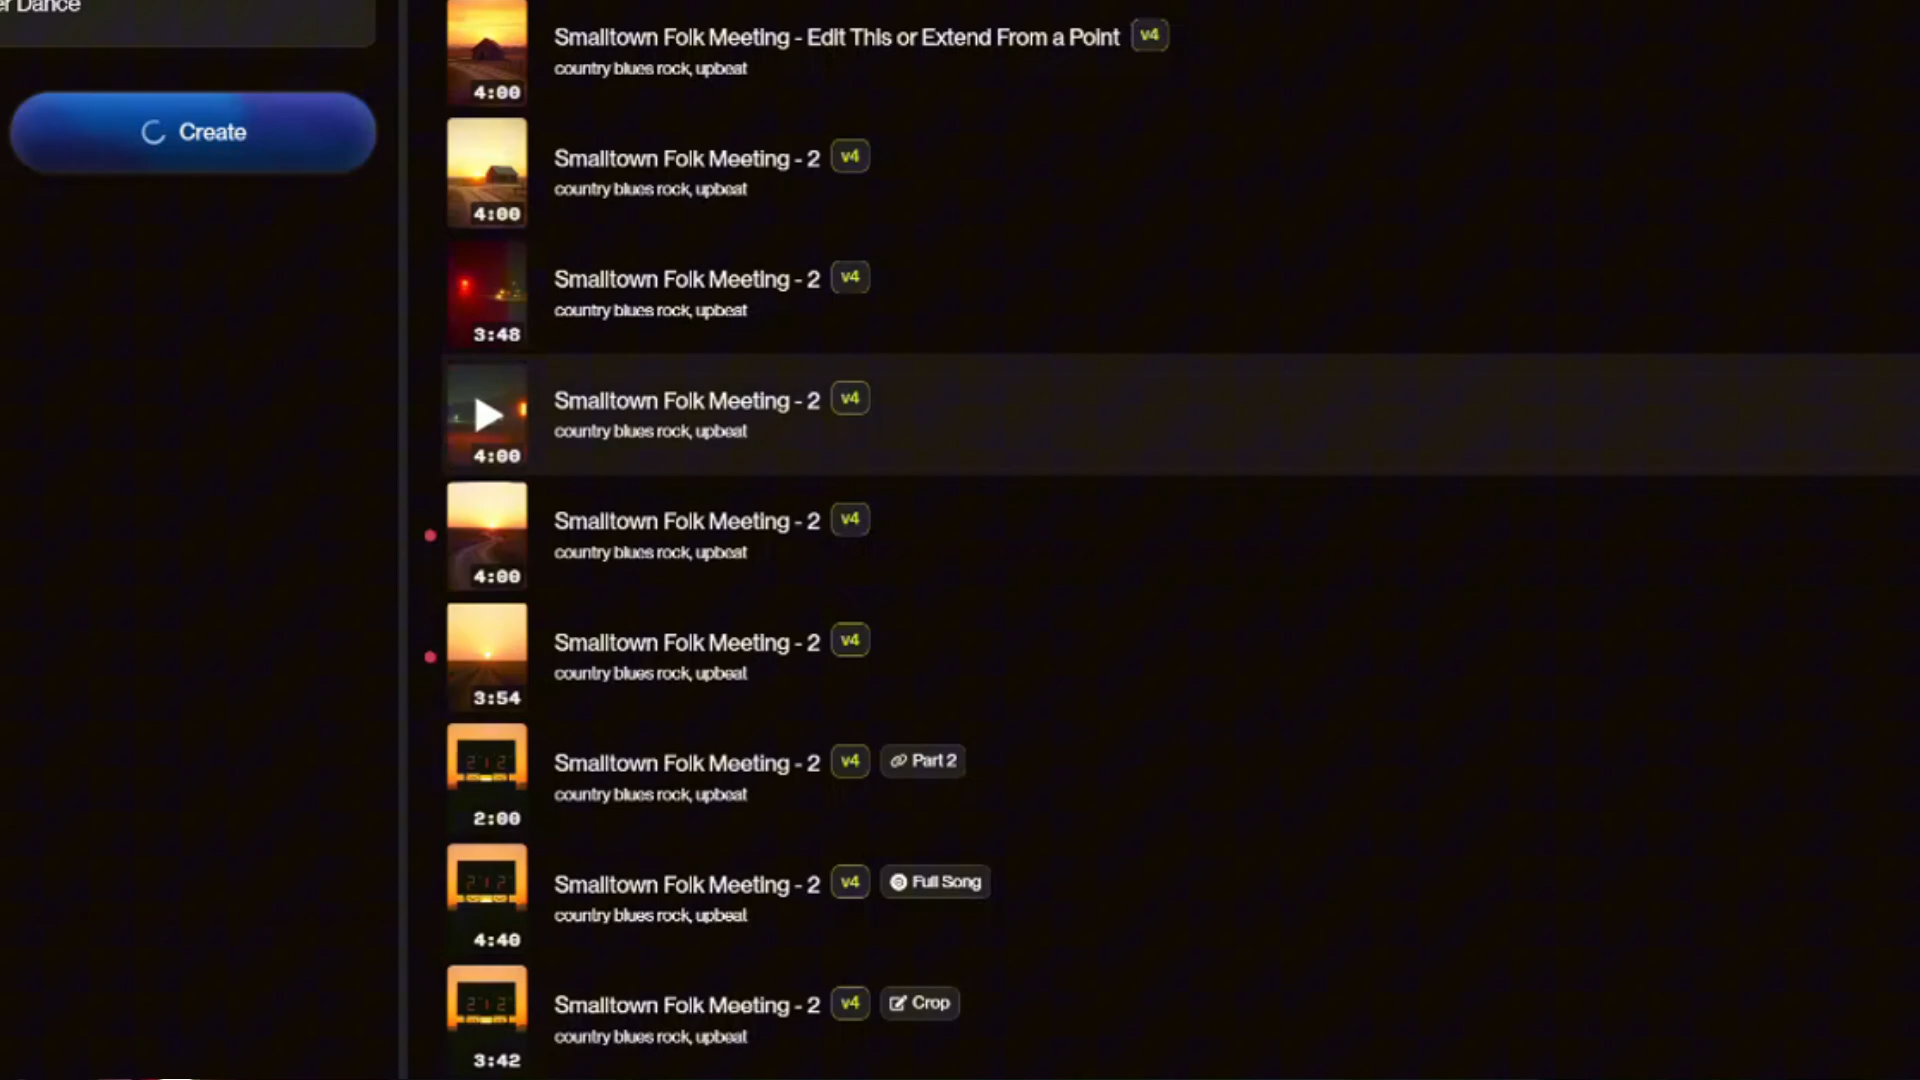 er Dance
Create
Smalltown Folk Meeting - Edit This or Extend From a Point v4
country blues rock, upbeat
4:00
Smalltown Folk Meeting - 2 v4
country blues rock, upbeat
4:00
Smalltown Folk Meeting - 2 v4
country blues rock, upbeat
3:48
Smalltown Folk Meeting - 2 v4
country blues rock, upbeat
4:00
Smalltown Folk Meeting - 2 v4
country blues rock, upbeat
4:00
Smalltown Folk Meeting - 2 v4
country blues rock, upbeat
3:54
Smalltown Folk Meeting - 2 v4 Part 2
country blues rock, upbeat
2:00
Smalltown Folk Meeting - 2 v4 Full Song
country blues rock, upbeat
4:40
Smalltown Folk Meeting - 2 v4 Crop
country blues rock, upbeat
3:42